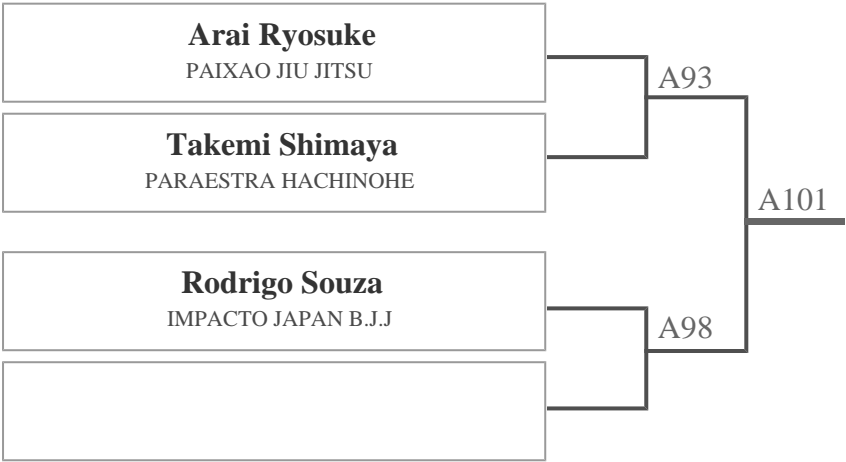 Arai Ryosuke
PAIXAO JIU JITSU
A93
Takemi Shimaya
PARAESTRA HACHINOHE
A101
Rodrigo Souza
IMPACTO JAPAN B.J.J
A98